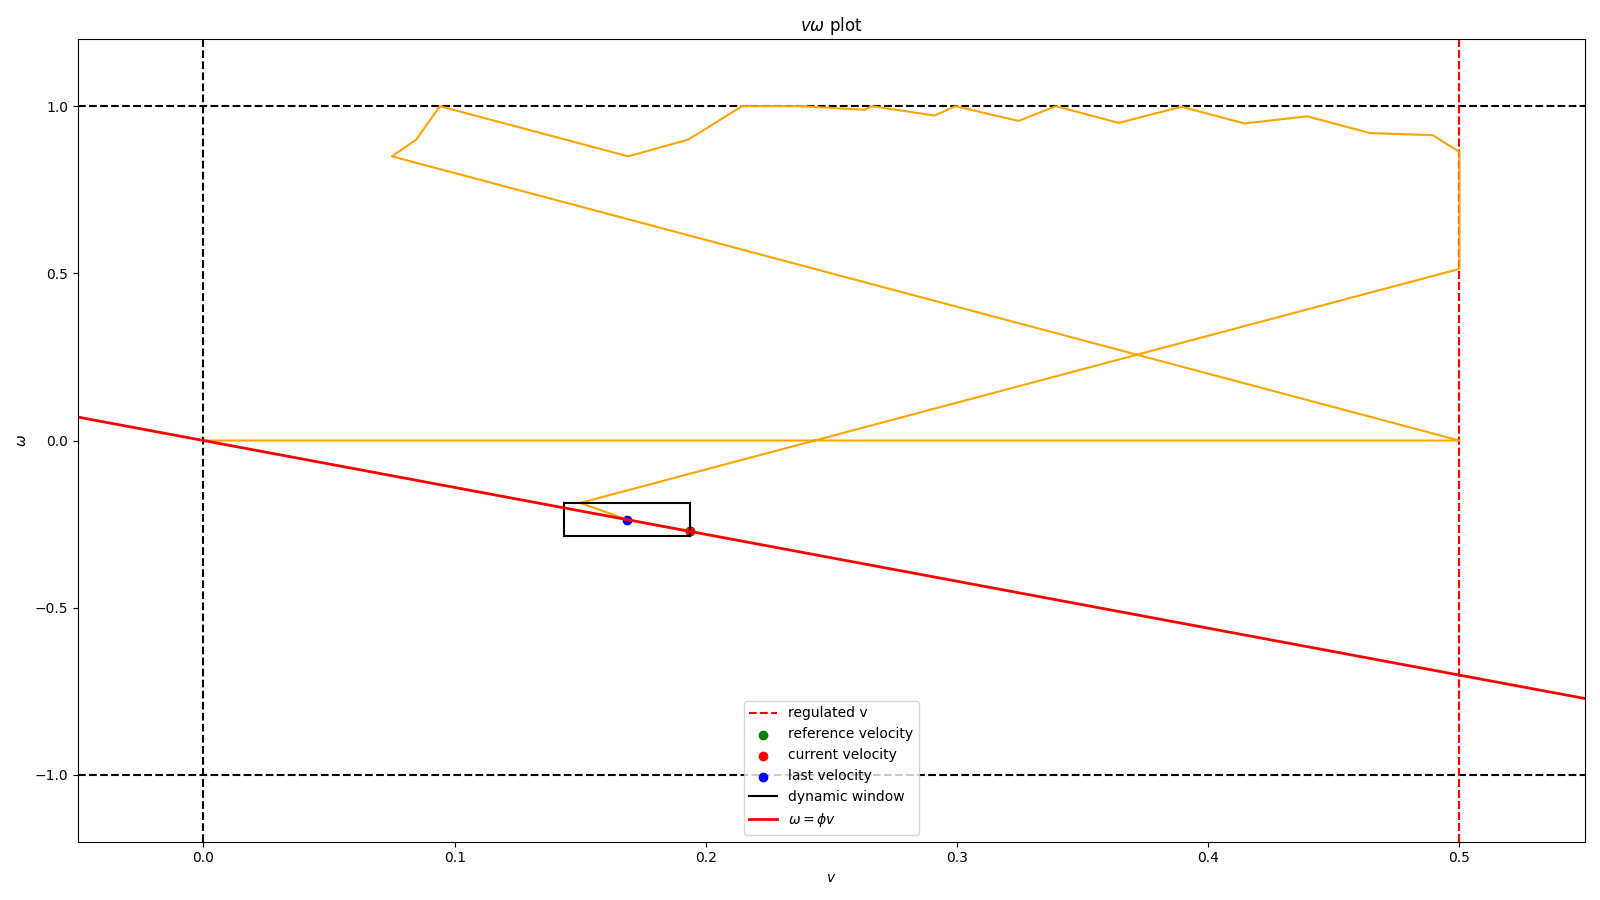 vω plot
1.0
0.5
0.0
−0.5
−1.0
ω
0.0 0.1 0.2 0.3 0.4 0.5
v
regulated v
reference velocity
current velocity
last velocity
dynamic window
ω = ϕv